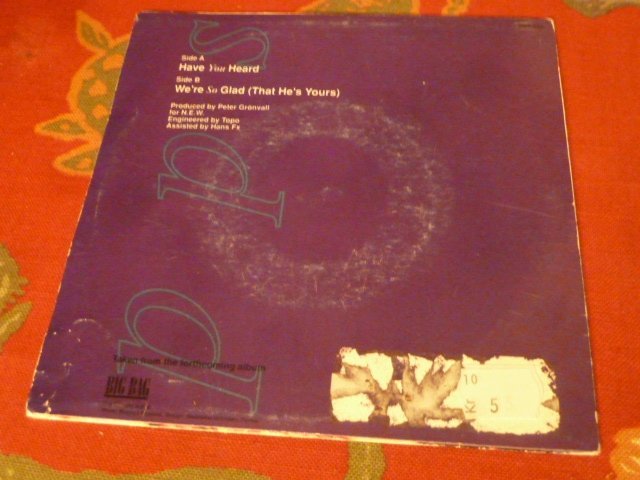 Side A
Have You Heard
Side B
We're So Glad (That He's Yours)
Produced by Peter Grönvall
for N.E.W.
Engineered by Topo
Assisted by Hans Fx
s
p
p
Taken from the forthcoming album
BIG BAG
10
5